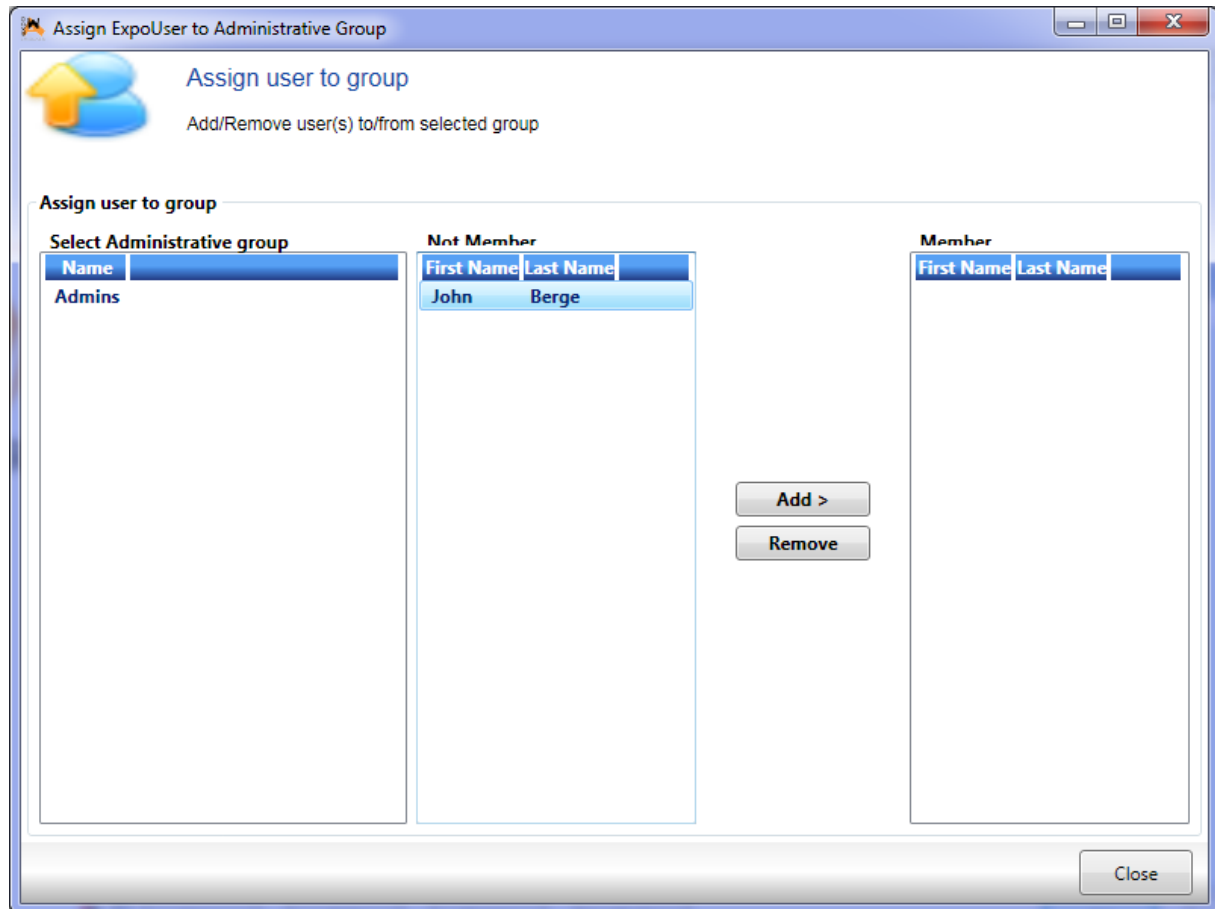 Assign ExpoUser to Administrative Group
Assign user to group
Add/Remove user(s) to/from selected group
Assign user to group
Select Administrative group
Not Member
Member
Name
First Name Last Name
First Name Last Name
Admins
John Berge
Add >
Remove
Close